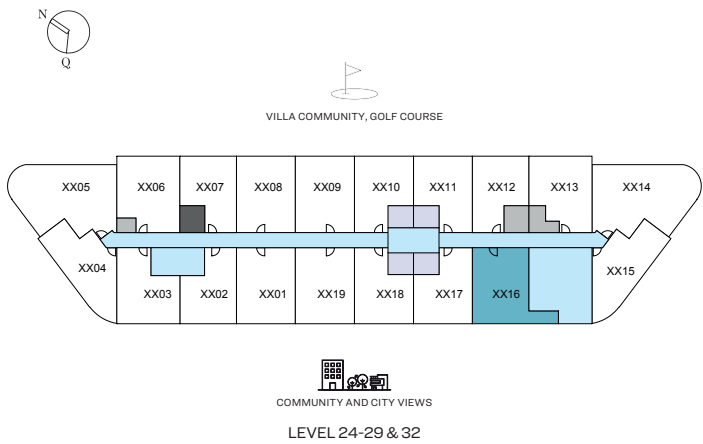 N
Q
VILLA COMMUNITY, GOLF COURSE
XX05 XX06 XX07 XX08 XX09 XX10 XX11 XX12 XX13 XX14
XX04 XX03 XX02 XX01 XX19 XX18 XX17 XX16 XX15
COMMUNITY AND CITY VIEWS
LEVEL 24-29 & 32